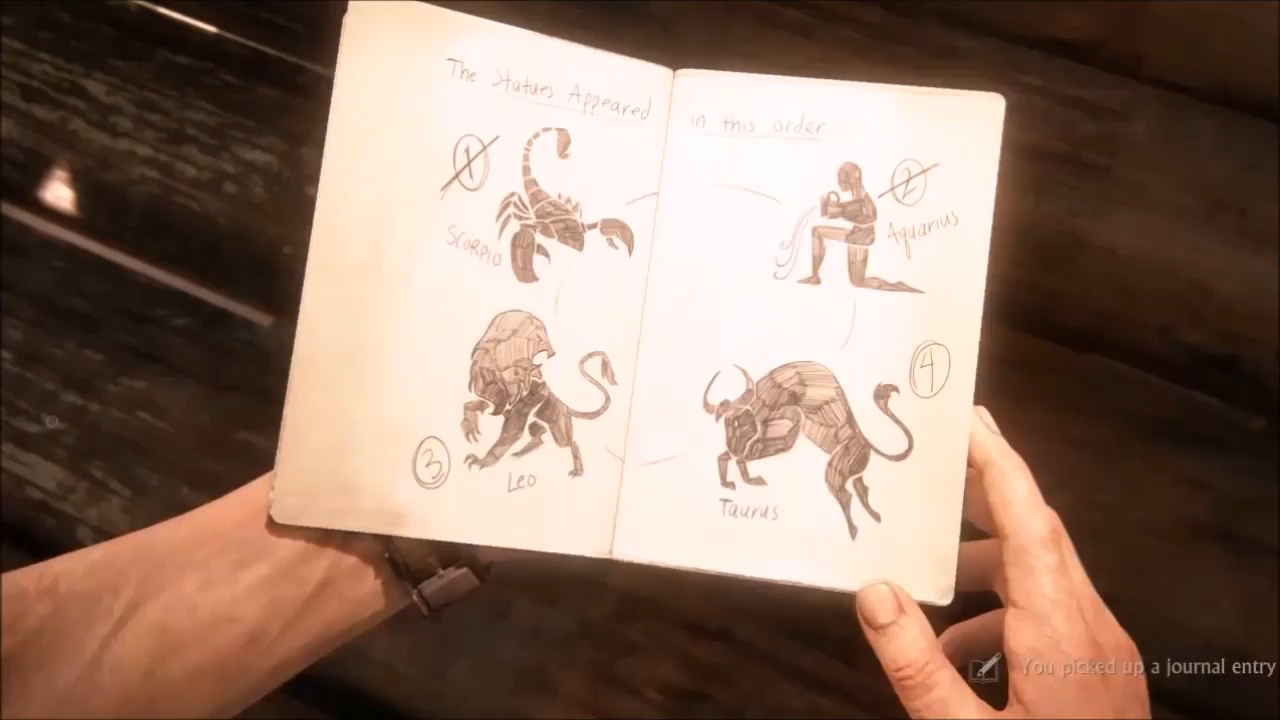 The Statues Appeared in this order
1
SCORPIO
2
Aquarius
3
Leo
4
Taurus
You picked up a journal entry